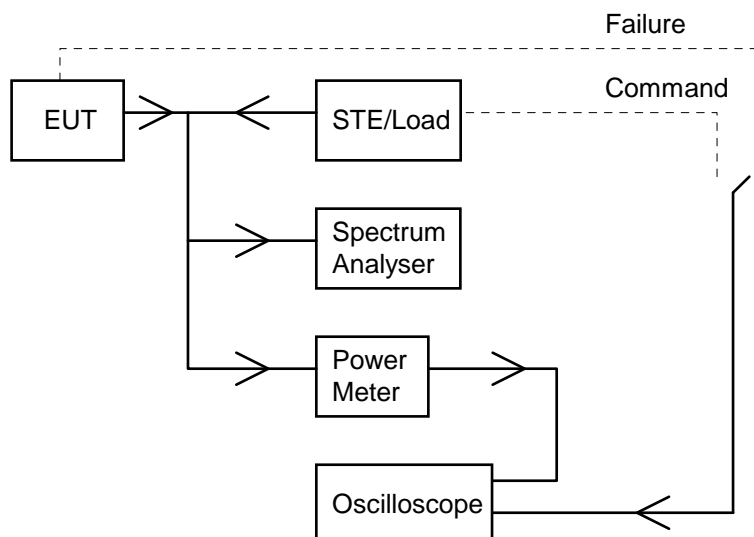 Failure
Command
EUT
STE/Load
Spectrum
Analyser
Power
Meter
Oscilloscope